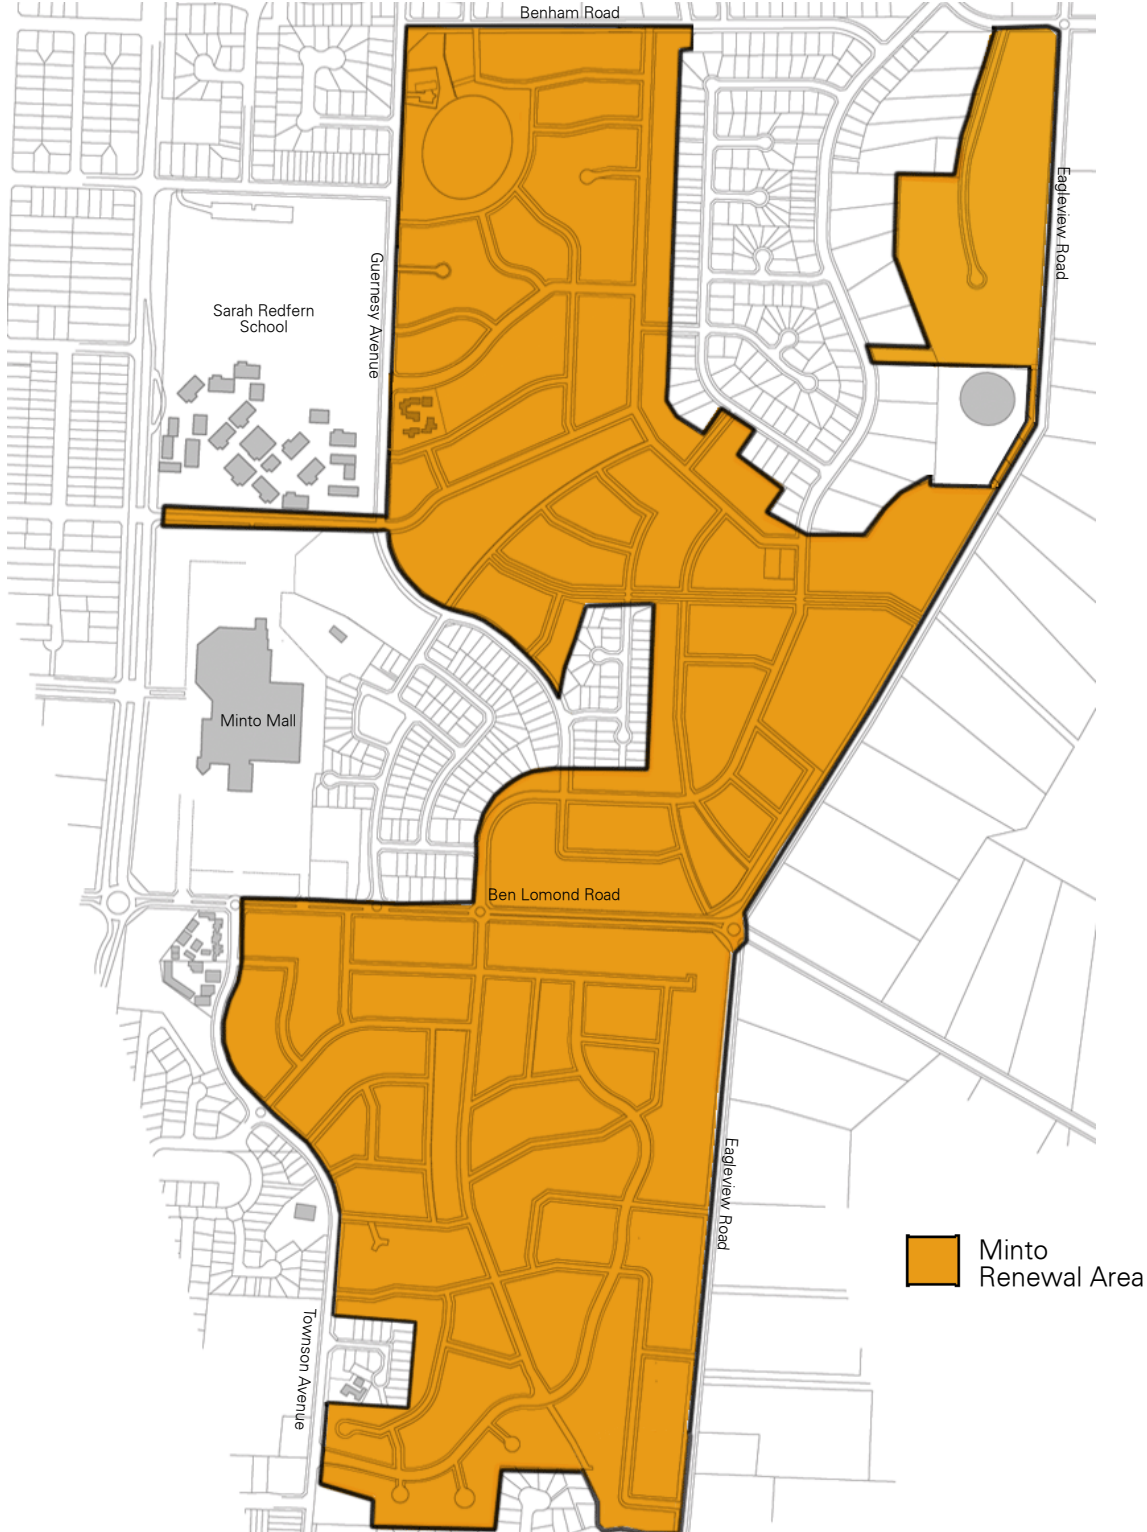 Benham Road
Eagleview Road
Guernesy Avenue
Sarah Redfern
School
Minto Mall
Ben Lomond Road
Eagleview Road
Minto
Renewal Area
Townson Avenue